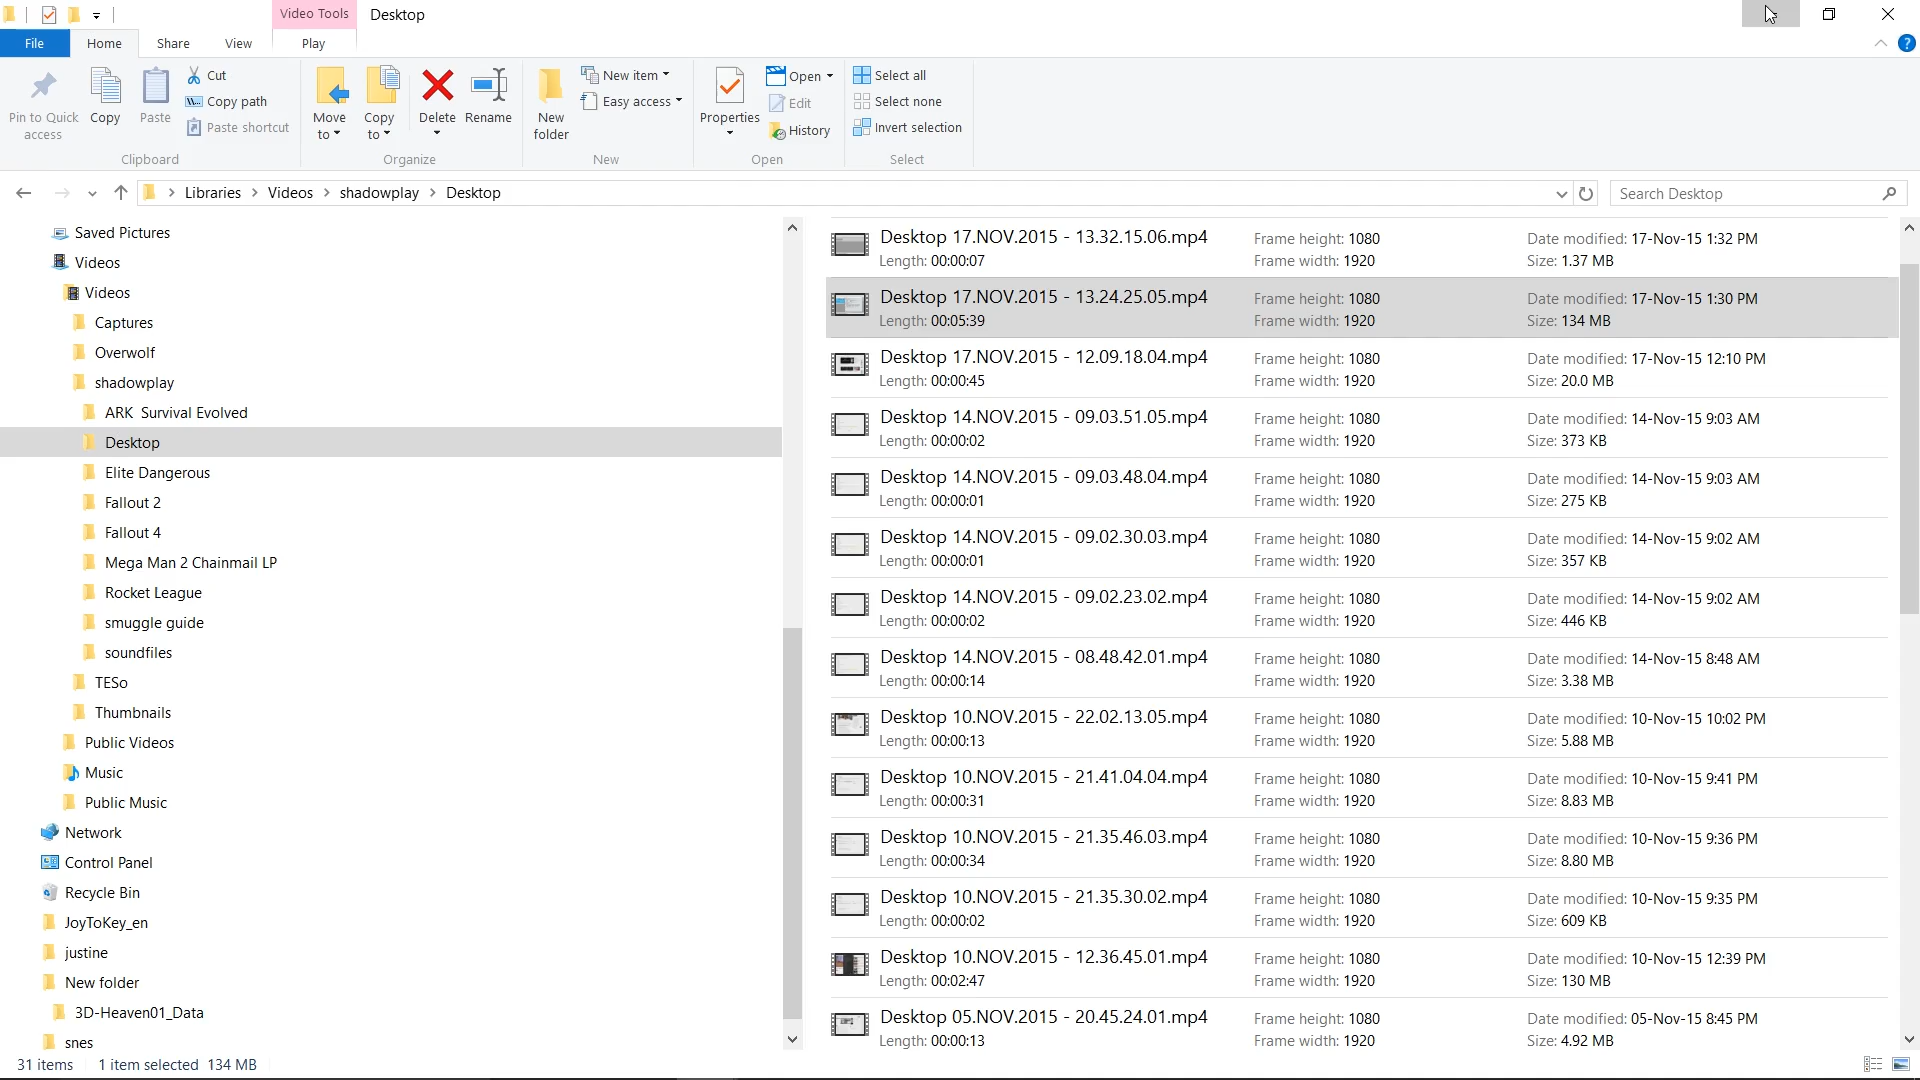 Video Tools
Desktop
File
Home
Share
View
Play
Pin to Quick
access
Copy
Paste
Cut
Copy path
Paste shortcut
Clipboard
Move
to
Copy
to
Delete
Rename
Organize
New
folder
New item
Easy access
New
Properties
Open
Edit
History
Open
Select all
Select none
Invert selection
Select
Libraries > Videos > shadowplay > Desktop
Search Desktop
Saved Pictures
Videos
Videos
Captures
Overwolf
shadowplay
ARK Survival Evolved
Desktop
Elite Dangerous
Fallout 2
Fallout 4
Mega Man 2 Chainmail LP
Rocket League
smuggle guide
soundfiles
TESo
Thumbnails
Public Videos
Music
Public Music
Network
Control Panel
Recycle Bin
JoyToKey_en
justine
New folder
3D-Heaven01_Data
snes
Desktop 17.NOV.2015 - 13.32.15.06.mp4 Frame height: 1080 Date modified: 17-Nov-15 1:32 PM
Length: 00:00:07 Frame width: 1920 Size: 1.37 MB
Desktop 17.NOV.2015 - 13.24.25.05.mp4 Frame height: 1080 Date modified: 17-Nov-15 1:30 PM
Length: 00:05:39 Frame width: 1920 Size: 134 MB
Desktop 17.NOV.2015 - 12.09.18.04.mp4 Frame height: 1080 Date modified: 17-Nov-15 12:10 PM
Length: 00:00:45 Frame width: 1920 Size: 20.0 MB
Desktop 14.NOV.2015 - 09.03.51.05.mp4 Frame height: 1080 Date modified: 14-Nov-15 9:03 AM
Length: 00:00:02 Frame width: 1920 Size: 373 KB
Desktop 14.NOV.2015 - 09.03.48.04.mp4 Frame height: 1080 Date modified: 14-Nov-15 9:03 AM
Length: 00:00:01 Frame width: 1920 Size: 275 KB
Desktop 14.NOV.2015 - 09.02.30.03.mp4 Frame height: 1080 Date modified: 14-Nov-15 9:02 AM
Length: 00:00:01 Frame width: 1920 Size: 357 KB
Desktop 14.NOV.2015 - 09.02.23.02.mp4 Frame height: 1080 Date modified: 14-Nov-15 9:02 AM
Length: 00:00:02 Frame width: 1920 Size: 446 KB
Desktop 14.NOV.2015 - 08.48.42.01.mp4 Frame height: 1080 Date modified: 14-Nov-15 8:48 AM
Length: 00:00:14 Frame width: 1920 Size: 3.38 MB
Desktop 10.NOV.2015 - 22.02.13.05.mp4 Frame height: 1080 Date modified: 10-Nov-15 10:02 PM
Length: 00:00:13 Frame width: 1920 Size: 5.88 MB
Desktop 10.NOV.2015 - 21.41.04.04.mp4 Frame height: 1080 Date modified: 10-Nov-15 9:41 PM
Length: 00:00:31 Frame width: 1920 Size: 8.83 MB
Desktop 10.NOV.2015 - 21.35.46.03.mp4 Frame height: 1080 Date modified: 10-Nov-15 9:36 PM
Length: 00:00:34 Frame width: 1920 Size: 8.80 MB
Desktop 10.NOV.2015 - 21.35.30.02.mp4 Frame height: 1080 Date modified: 10-Nov-15 9:35 PM
Length: 00:00:02 Frame width: 1920 Size: 609 KB
Desktop 10.NOV.2015 - 12.36.45.01.mp4 Frame height: 1080 Date modified: 10-Nov-15 12:39 PM
Length: 00:02:47 Frame width: 1920 Size: 130 MB
Desktop 05.NOV.2015 - 20.45.24.01.mp4 Frame height: 1080 Date modified: 05-Nov-15 8:45 PM
Length: 00:00:13 Frame width: 1920 Size: 4.92 MB
31 items 1 item selected 134 MB